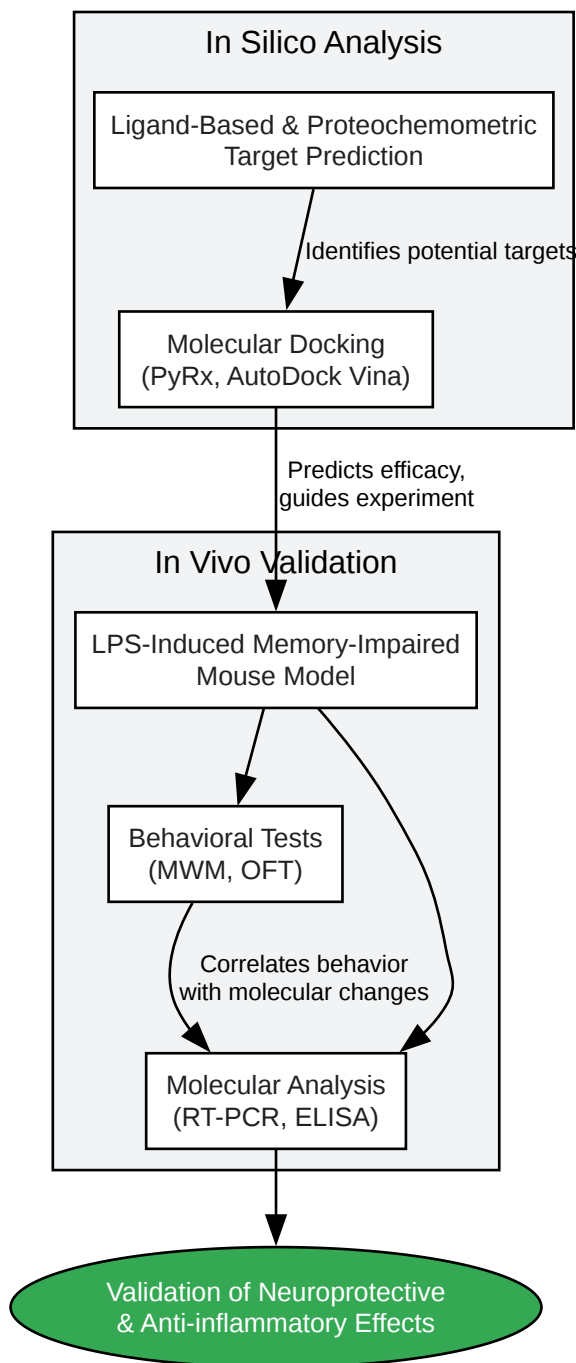 In Silico Analysis
Ligand-Based & Proteochemometric
Target Prediction
Identifies potential targets
Molecular Docking
(PyRx, AutoDock Vina)
Predicts efficacy,
guides experiment
In Vivo Validation
LPS-Induced Memory-Impaired
Mouse Model
Behavioral Tests
(MWM, OFT)
Correlates behavior
with molecular changes
Molecular Analysis
(RT-PCR, ELISA)
Validation of Neuroprotective
& Anti-inflammatory Effects